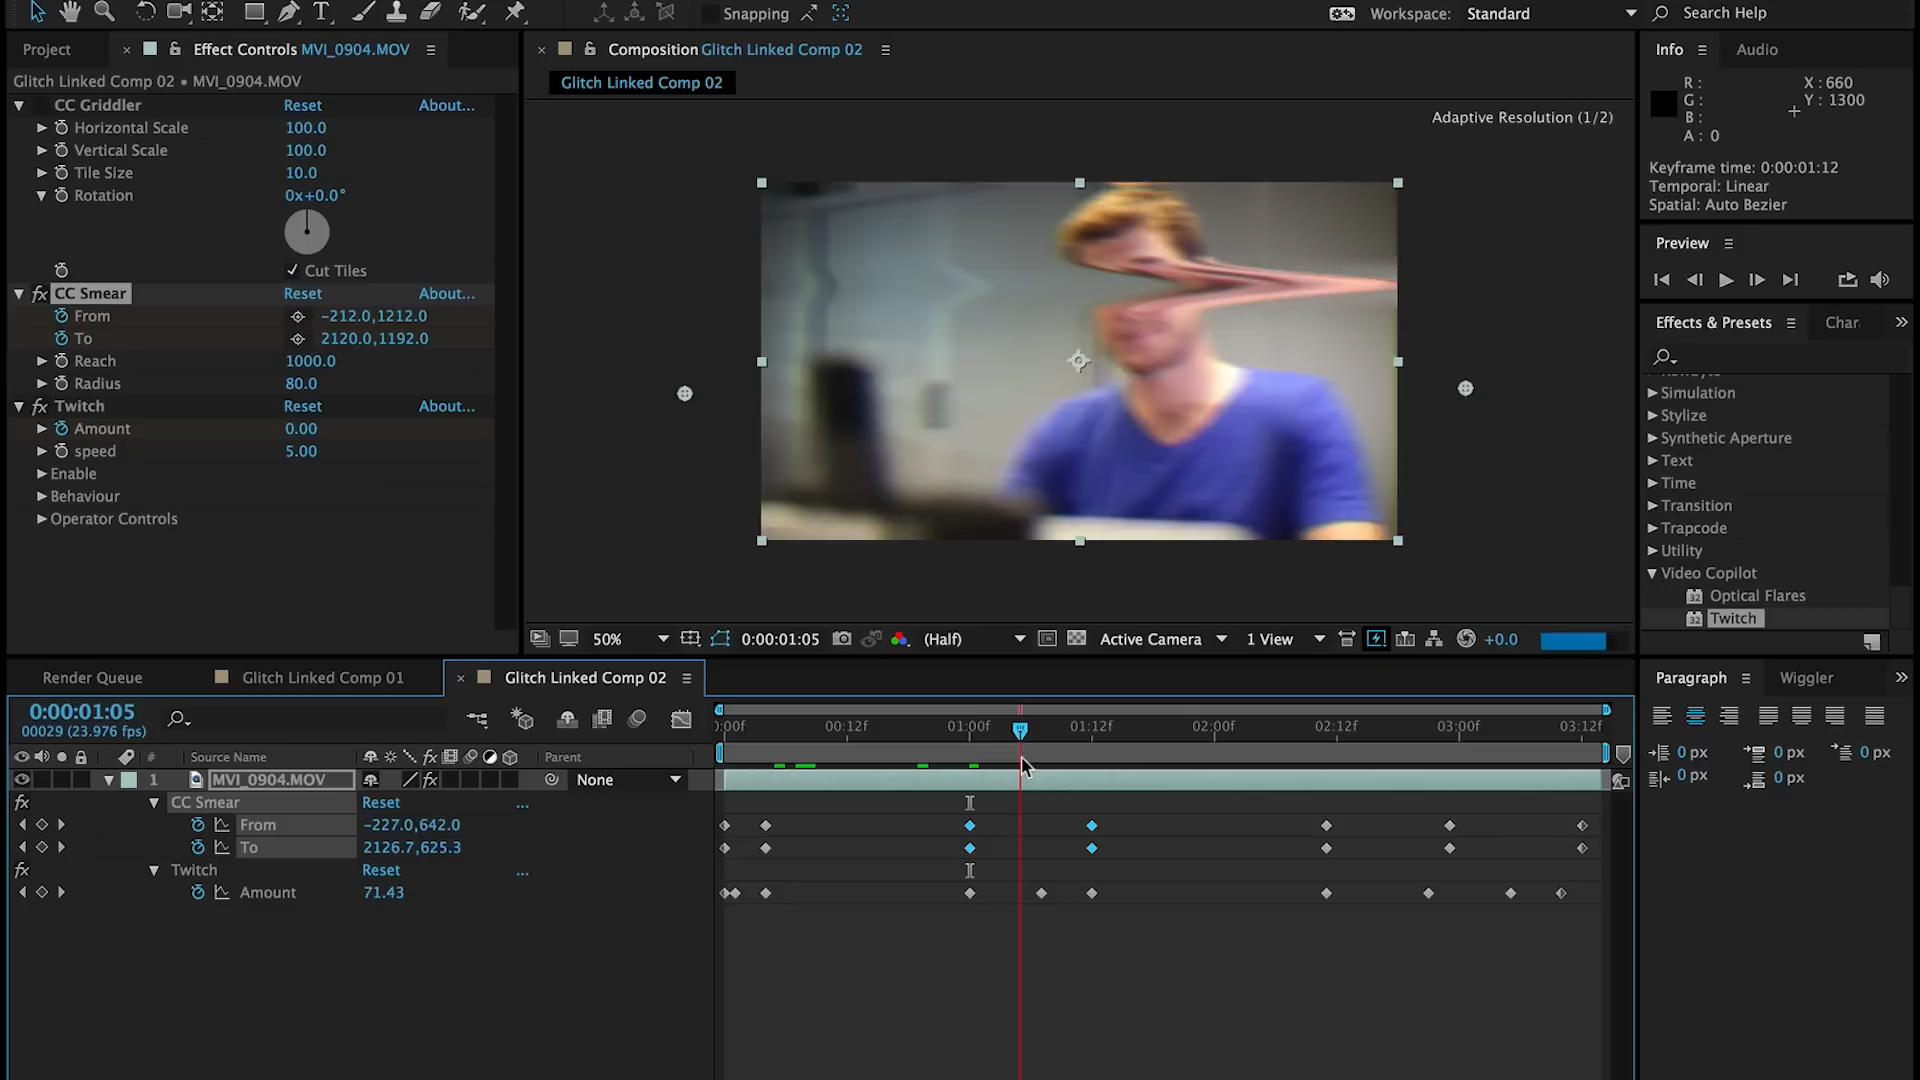 Snapping
Workspace: Standard
Search Help
Project
Effect Controls MVI_0904.MOV
Glitch Linked Comp 02 • MVI_0904.MOV
CC Griddler Reset About...
Horizontal Scale 100.0
Vertical Scale 100.0
Tile Size 10.0
Rotation 0x+0.0°
Cut Tiles
fx CC Smear Reset About...
From -212.0,1212.0
To 2120.0,1192.0
Reach 1000.0
Radius 80.0
fx Twitch Reset About...
Amount 0.00
speed 5.00
Enable
Behaviour
Operator Controls
Composition Glitch Linked Comp 02
Glitch Linked Comp 02
Adaptive Resolution (1/2)
50% 0:00:01:05 (Half) Active Camera 1 View +0.0
Info Audio
R: X: 660
G: Y: 1300
B:
A: 0
Keyframe time: 0:00:01:12
Temporal: Linear
Spatial: Auto Bezier
Preview
Effects & Presets Char
Simulation
Stylize
Synthetic Aperture
Text
Time
Transition
Trapcode
Utility
Video Copilot
32 Optical Flares
32 Twitch
Render Queue Glitch Linked Comp 01 Glitch Linked Comp 02
0:00:01:05
00029 (23.976 fps)
):00f 00:12f 01:00f 01:12f 02:00f 02:12f 03:00f 03:12f
# Source Name fx Parent
1 MVI_0904.MOV fx None
fx CC Smear Reset ...
From -227.0,642.0
To 2126.7,625.3
fx Twitch Reset ...
Amount 71.43
Paragraph Wiggler
0 px 0 px 0 px
0 px 0 px